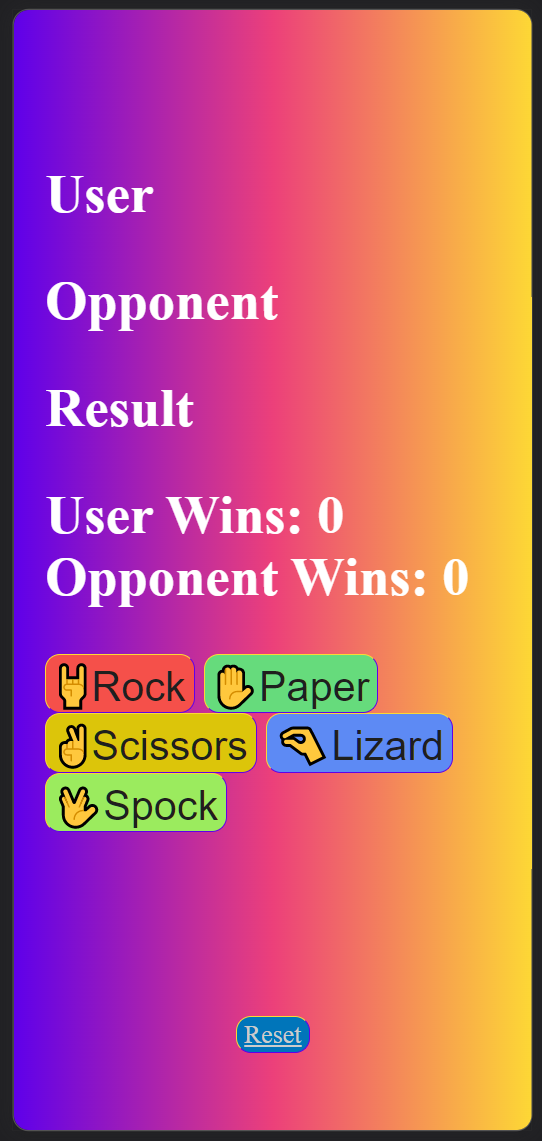 User
Opponent
Result
User Wins: 0
Opponent Wins: 0
🤘Rock ✋Paper
✌Scissors 🤏Lizard
🖖Spock
Reset